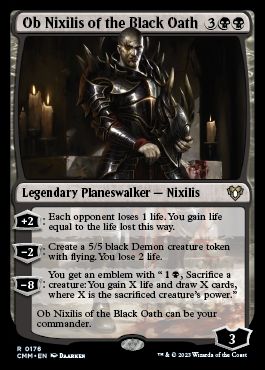 Ob Nixilis of the Black Oath 3
Legendary Planeswalker — Nixilis
+2: Each opponent loses 1 life. You gain life
equal to the life lost this way.
−2: Create a 5/5 black Demon creature token
with flying. You lose 2 life.
−8: You get an emblem with “ 1 , Sacrifice a
creature: You gain X life and draw X cards,
where X is the sacrificed creature's power.”
Ob Nixilis of the Black Oath can be your
commander.
3
R 0176
CMM • EN Daarken
™ & © 2023 Wizards of the Coast